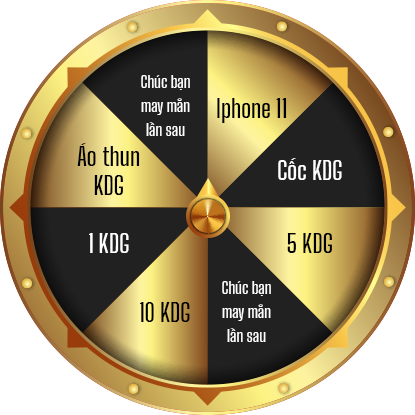 Chúc bạn
may mắn
lần sau
Iphone 11
Cốc KDG
5 KDG
Chúc bạn
may mắn
lần sau
10 KDG
1 KDG
Áo thun
KDG